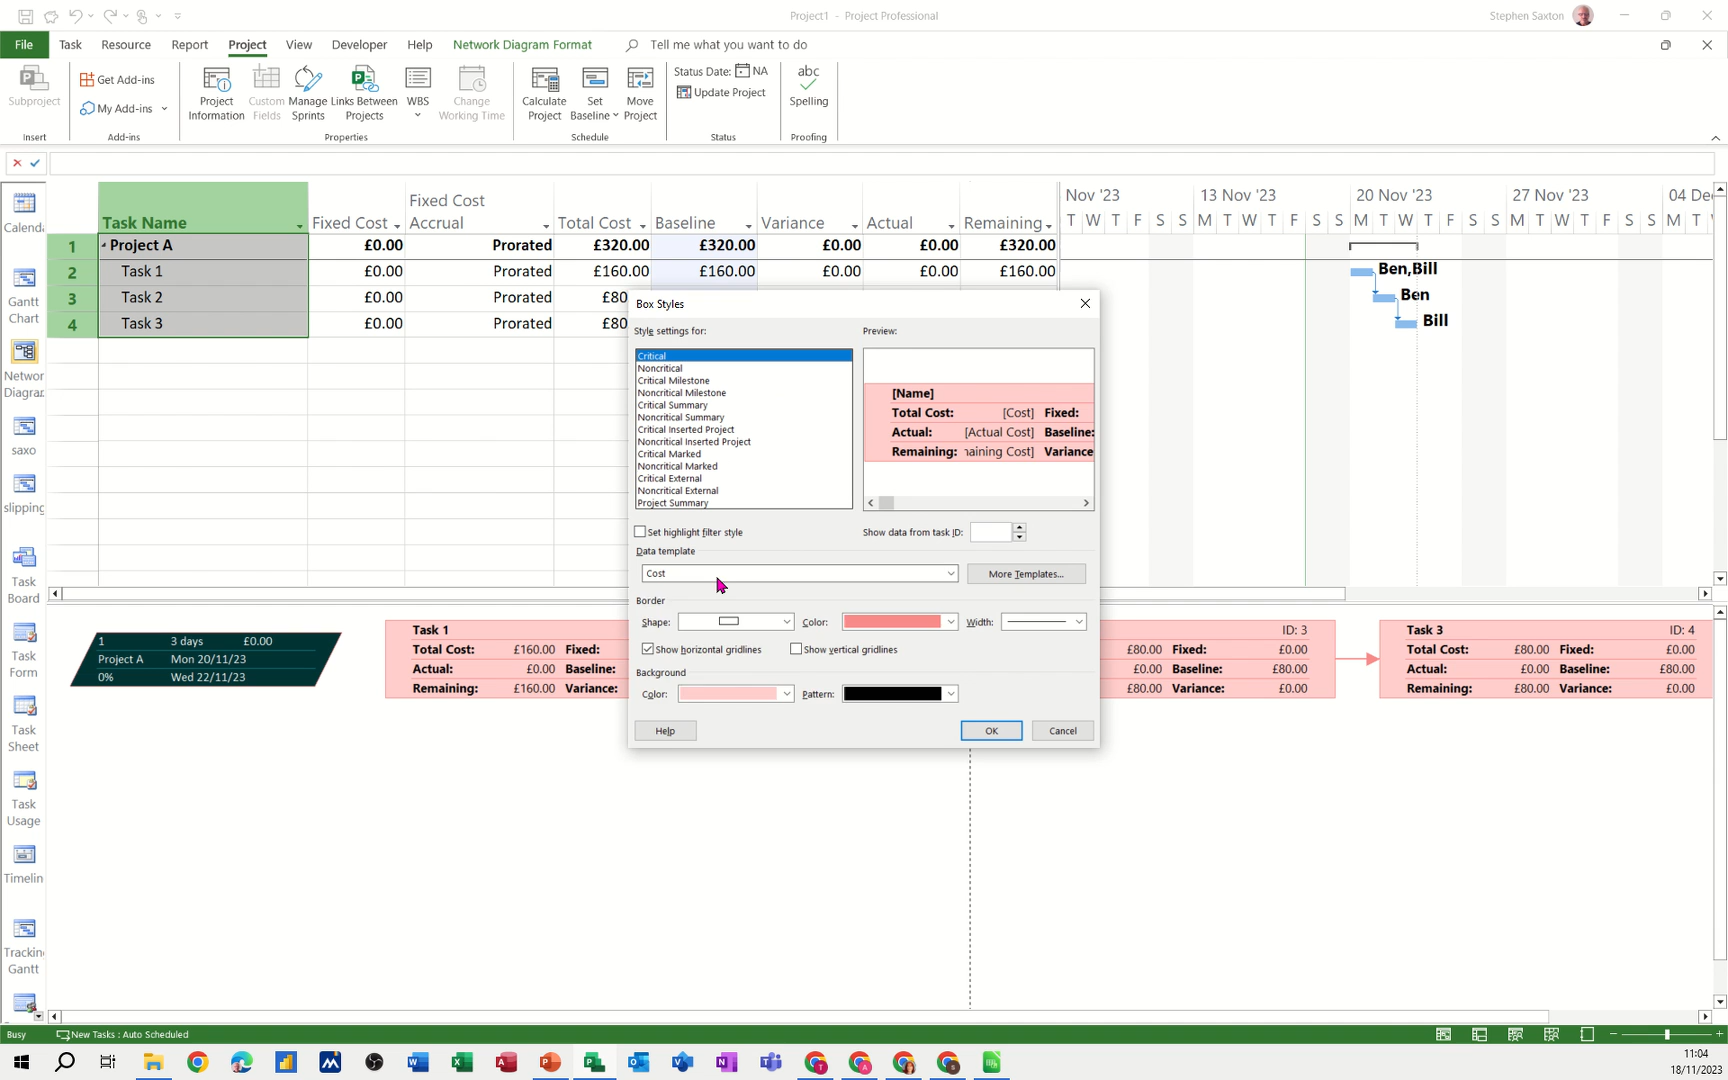 Project1 - Project Professional
Stephen Saxton
File Task Resource Report Project View Developer Help Network Diagram Format Tell me what you want to do
Subproject
Insert
Get Add-ins
My Add-ins
Add-ins
Project Information
Custom Fields
Manage Sprints
Links Between Projects
WBS
Change Working Time
Properties
Calculate Project
Set Baseline
Move Project
Schedule
Status Date: NA
Update Project
Status
abc
Spelling
Proofing
Task Name Fixed Cost Fixed Cost Accrual Total Cost Baseline Variance Actual Remaining
Nov '23 13 Nov '23 20 Nov '23 27 Nov '23 04 De
T W T F S S M T W T F S S M T W T F S S M T W T F S S M T
1 Project A £0.00 Prorated £320.00 £320.00 £0.00 £0.00 £320.00
2 Task 1 £0.00 Prorated £160.00 £160.00 £0.00 £0.00 £160.00 Ben,Bill
3 Task 2 £0.00 Prorated £80 Ben
4 Task 3 £0.00 Prorated £80 Bill
Calend
Gantt Chart
Networ Diagra
saxo
slipping
Task Board
Task Form
Task Sheet
Task Usage
Timelin
Trackin Gantt
Box Styles
Style settings for:
Preview:
Critical
Noncritical
Critical Milestone
Noncritical Milestone
Critical Summary
Noncritical Summary
Critical Inserted Project
Noncritical Inserted Project
Critical Marked
Noncritical Marked
Critical External
Noncritical External
Project Summary
[Name]
Total Cost: [Cost] Fixed:
Actual: [Actual Cost] Baseline:
Remaining: naining Cost] Variance
Set highlight filter style
Show data from task ID:
Data template
Cost
More Templates...
Border
Shape:
Color:
Width:
Show horizontal gridlines
Show vertical gridlines
Background
Color:
Pattern:
Help
OK
Cancel
1 3 days £0.00
Project A Mon 20/11/23
0% Wed 22/11/23
Task 1
Total Cost: £160.00 Fixed:
Actual: £0.00 Baseline:
Remaining: £160.00 Variance:
ID: 3
£80.00 Fixed: £0.00
£0.00 Baseline: £80.00
£80.00 Variance: £0.00
Task 3 ID: 4
Total Cost: £80.00 Fixed: £0.00
Actual: £0.00 Baseline: £80.00
Remaining: £80.00 Variance: £0.00
Busy New Tasks : Auto Scheduled
11:04
18/11/2023